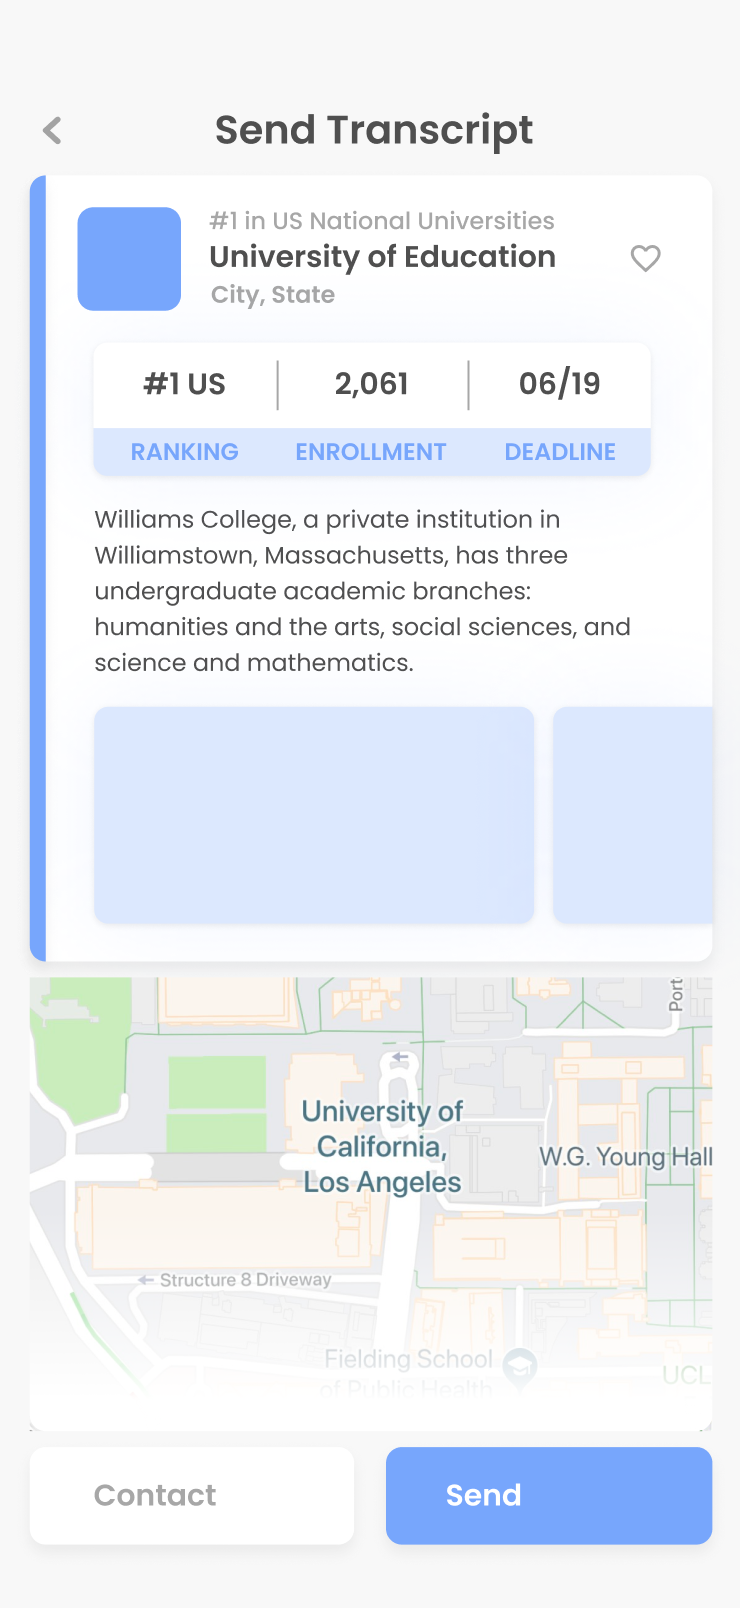 Send Transcript
#1 in US National Universities
University of Education
City, State
#1 US
2,061
06/19
RANKING
ENROLLMENT
DEADLINE
Williams College, a private institution in
Williamstown, Massachusetts, has three
undergraduate academic branches:
humanities and the arts, social sciences, and
science and mathematics.
Port
University of
California,
Los Angeles
W.G. Young Hall
Structure 8 Driveway
Fielding School
of Public Health
UCL
Contact
Send